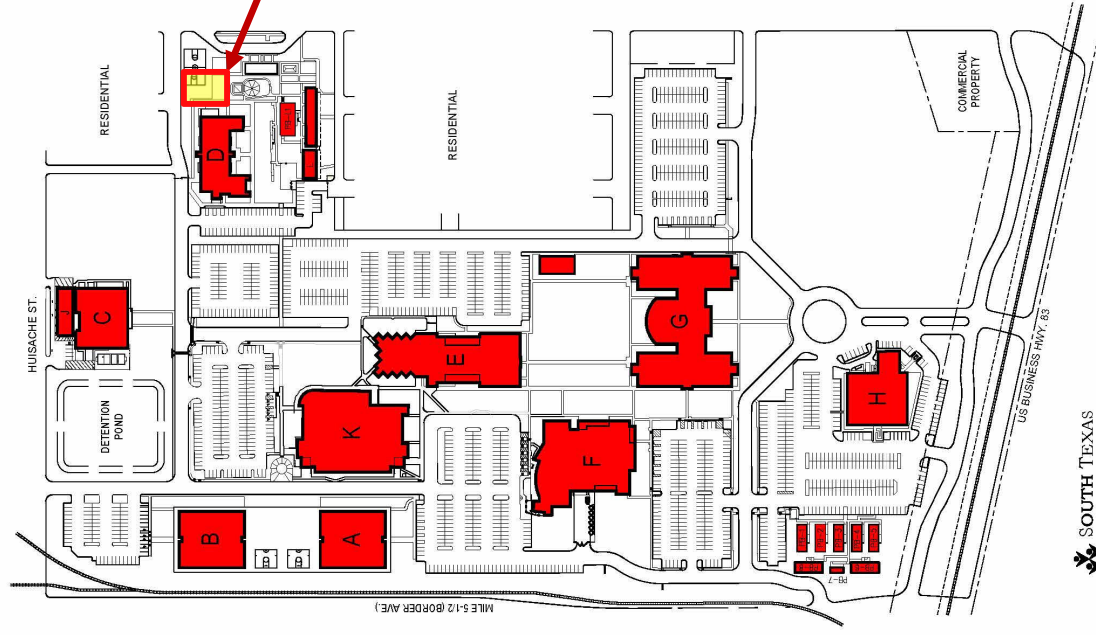 RESIDENTIAL
RESIDENTIAL
COMMERCIAL
PROPERTY
D
HUISACHE ST.
J
C
DETENTION
POND
E
G
K
F
H
B
A
PB-7
US BUSINESS HWY. 83
MILE 5-1/2 (BORDER AVE.)
SOUTH TEXAS